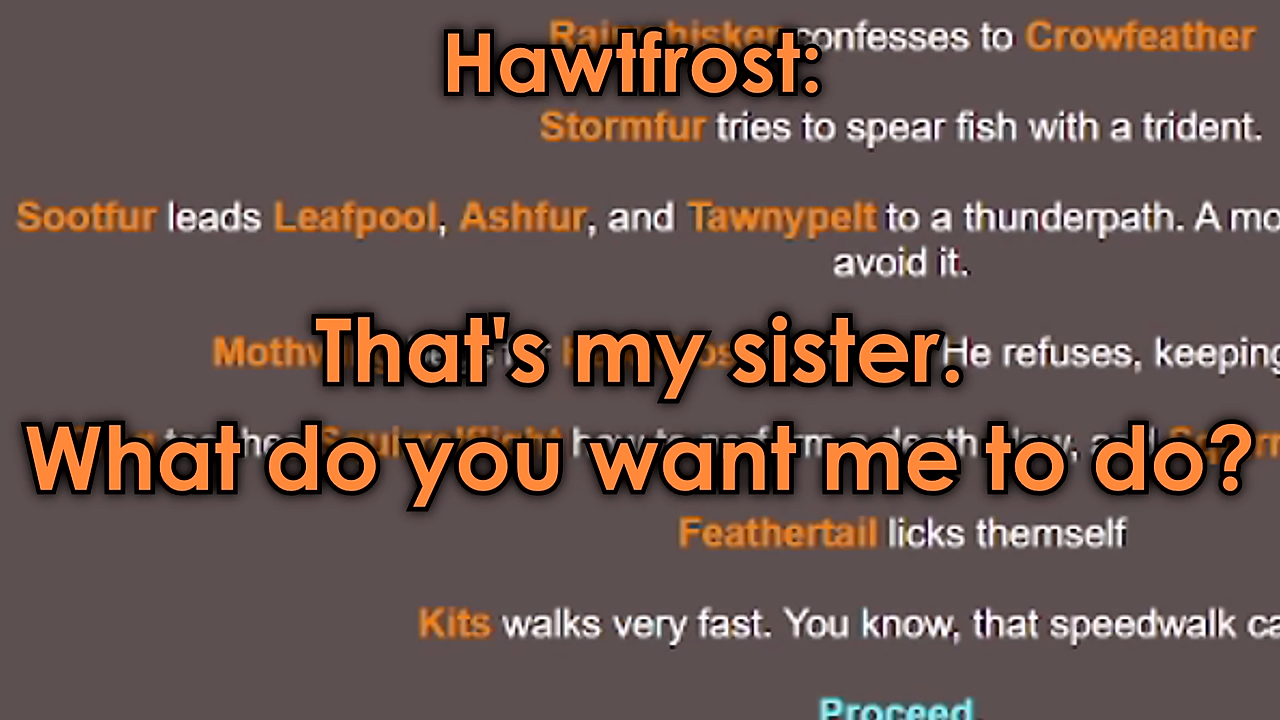 confesses to Crowfeather
Hawtfrost:
Stormfur tries to spear fish with a trident.
Sootfur leads Leafpool, Ashfur, and Tawnypelt to a thunderpath. A mo
avoid it.
That's my sister.
He refuses, keeping
What do you want me to do?
Feathertail licks themself
Kits walks very fast. You know, that speedwalk ca
Proceed.